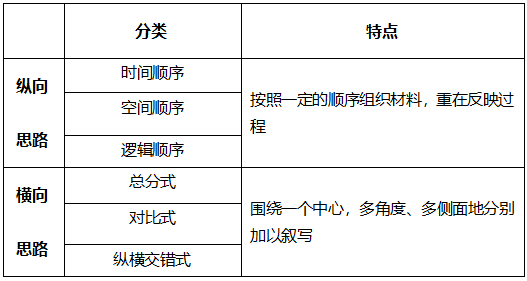 分类
特点
纵向
思路
时间顺序
空间顺序
逻辑顺序
按照一定的顺序组织材料，重在反映过
程
横向
思路
总分式
对比式
纵横交错式
围绕一个中心，多角度、多侧面地分别
加以叙写